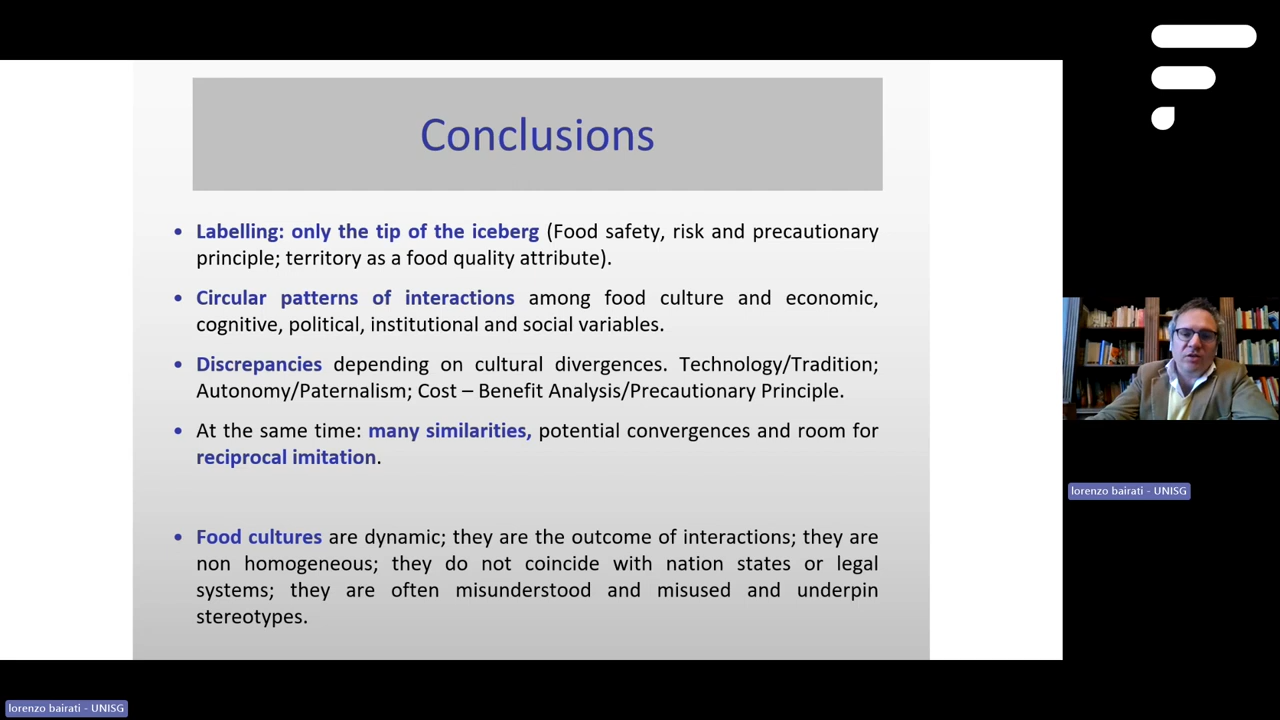 Conclusions
• Labelling: only the tip of the iceberg (Food safety, risk and precautionary
principle; territory as a food quality attribute).
• Circular patterns of interactions among food culture and economic,
cognitive, political, institutional and social variables.
• Discrepancies depending on cultural divergences. Technology/Tradition;
Autonomy/Paternalism; Cost – Benefit Analysis/Precautionary Principle.
• At the same time: many similarities, potential convergences and room for
reciprocal imitation.
• Food cultures are dynamic; they are the outcome of interactions; they are
non homogeneous; they do not coincide with nation states or legal
systems; they are often misunderstood and misused and underpin
stereotypes.
lorenzo bairati - UNISG
lorenzo bairati - UNISG